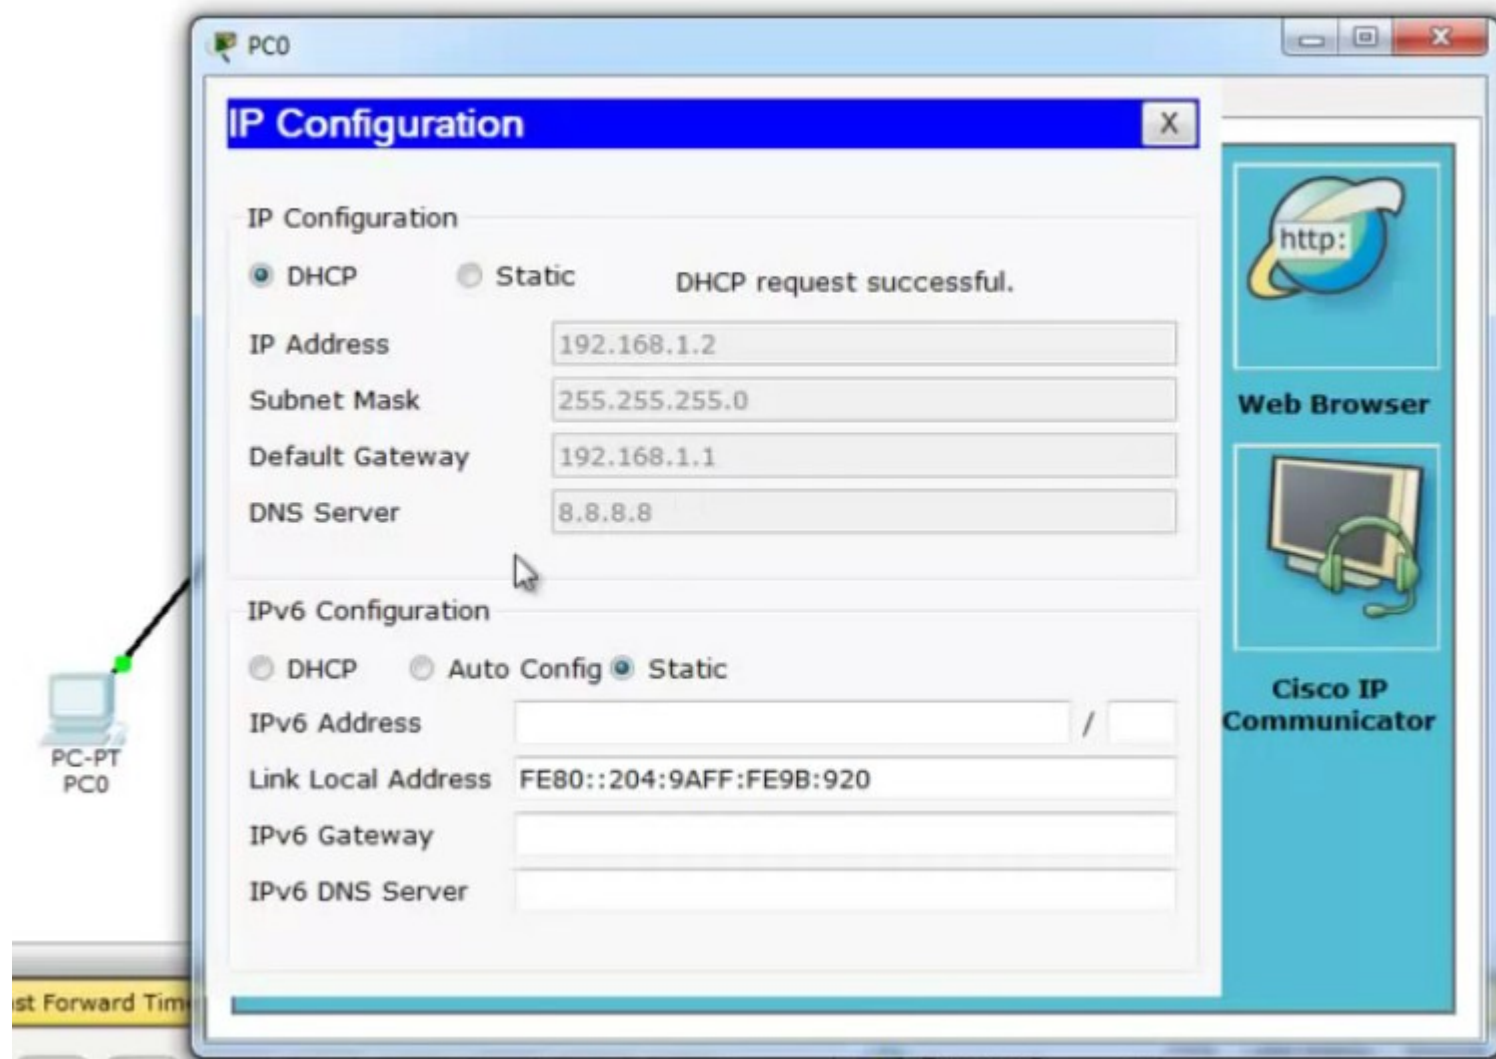 PC0
IP Configuration
X
IP Configuration
DHCP
Static
DHCP request successful.
IP Address
192.168.1.2
Subnet Mask
255.255.255.0
Default Gateway
192.168.1.1
DNS Server
8.8.8.8
IPv6 Configuration
DHCP
Auto Config
Static
IPv6 Address
/
Link Local Address
FE80::204:9AFF:FE9B:920
IPv6 Gateway
IPv6 DNS Server
http:
Web Browser
Cisco IP
Communicator
PC-PT
PC0
st Forward Tim